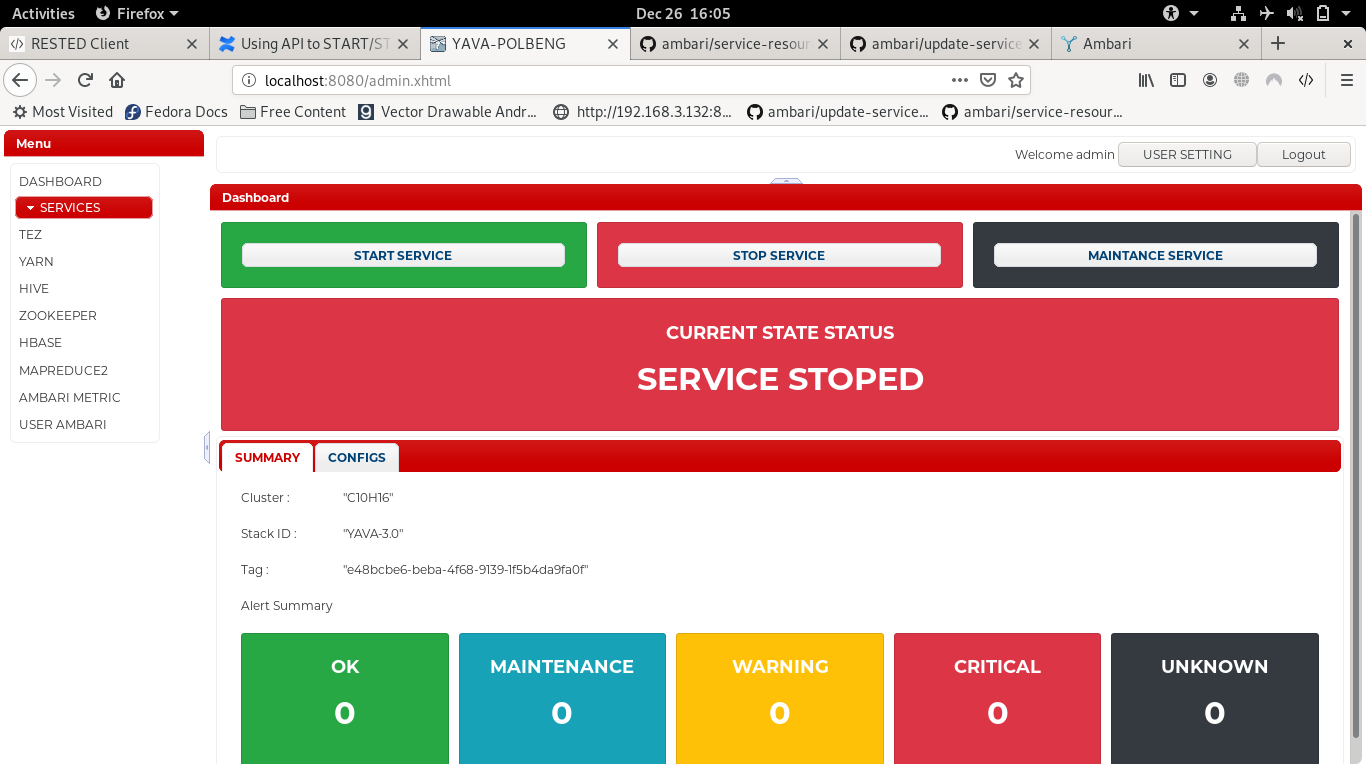 Activities Firefox Dec 26 16:05
RESTED Client Using API to START/ST YAVA-POLBENG ambari/service-resour ambari/update-service Ambari
localhost:8080/admin.xhtml
Most Visited Fedora Docs Free Content Vector Drawable Andr... http://192.168.3.132:8... ambari/update-service... ambari/service-resour...
Menu
DASHBOARD
SERVICES
TEZ
YARN
HIVE
ZOOKEEPER
HBASE
MAPREDUCE2
AMBARI METRIC
USER AMBARI
Welcome admin USER SETTING Logout
Dashboard
START SERVICE STOP SERVICE MAINTANCE SERVICE
CURRENT STATE STATUS
SERVICE STOPED
SUMMARY CONFIGS
Cluster : "C10H16"
Stack ID : "YAVA-3.0"
Tag : "e48bcbe6-beba-4f68-9139-1f5b4da9fa0f"
Alert Summary
OK MAINTENANCE WARNING CRITICAL UNKNOWN
0 0 0 0 0